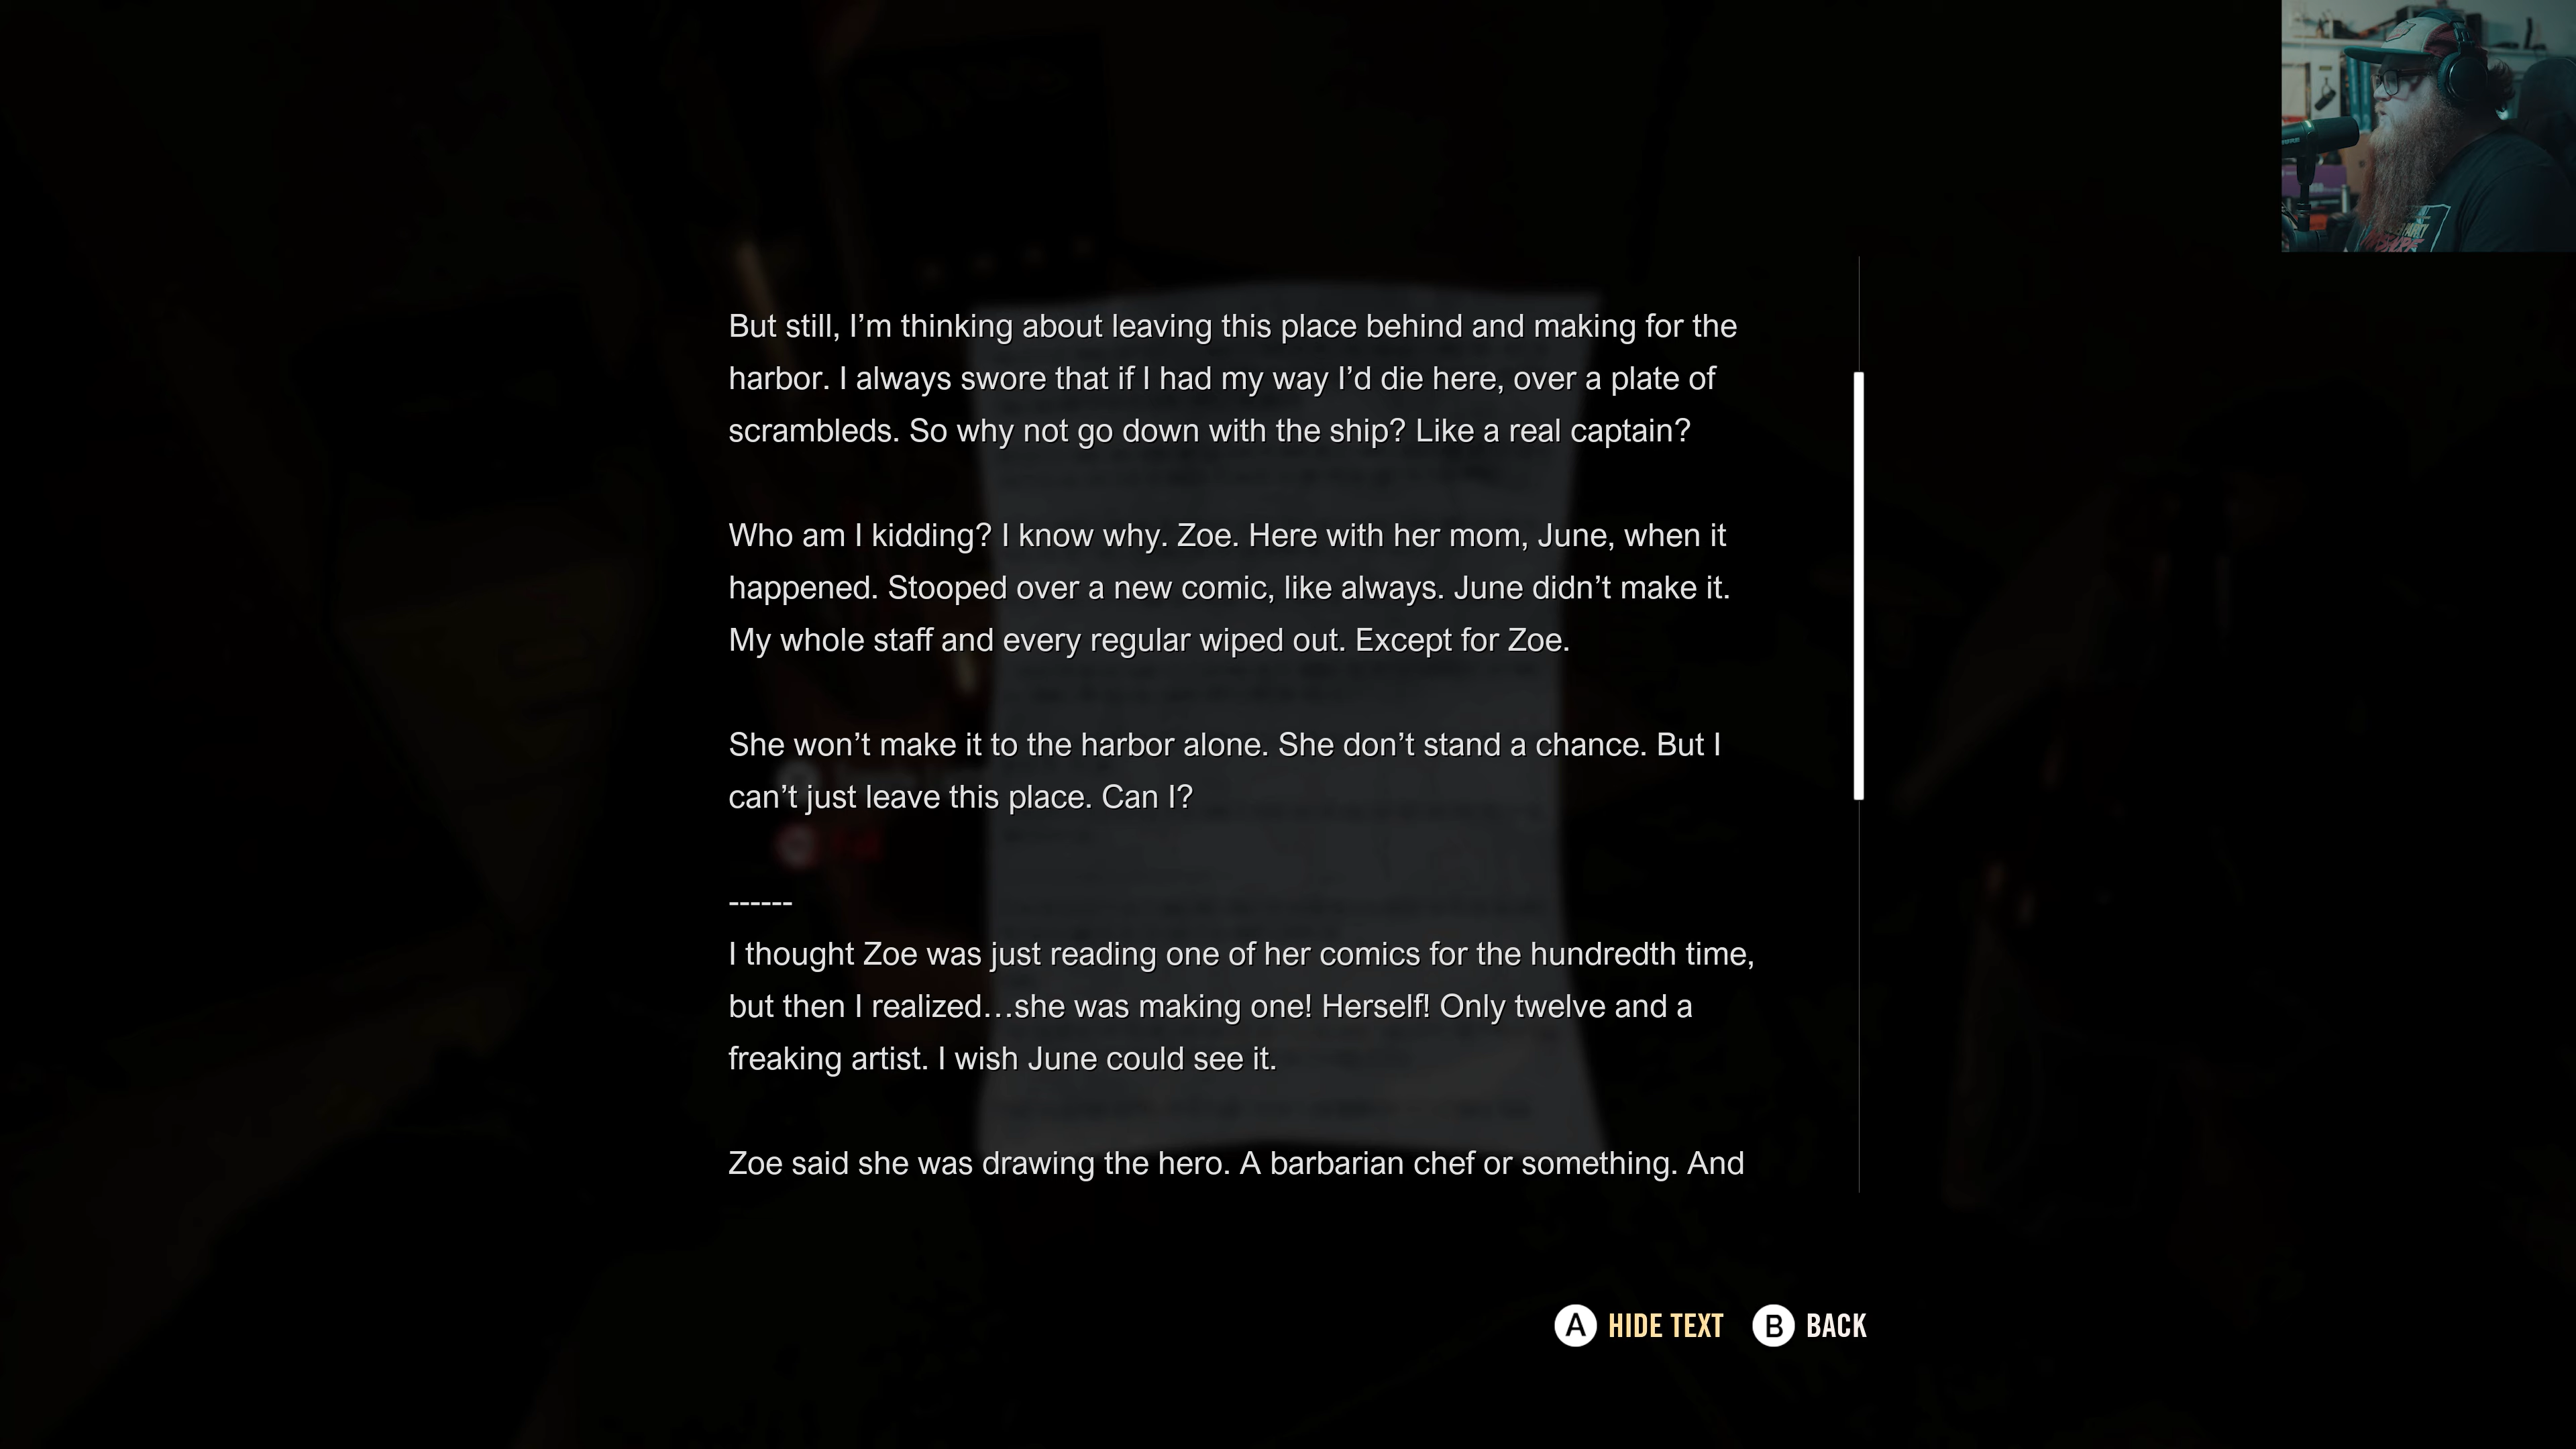 But still, I’m thinking about leaving this place behind and making for the
harbor. I always swore that if I had my way I’d die here, over a plate of
scrambleds. So why not go down with the ship? Like a real captain?
Who am I kidding? I know why. Zoe. Here with her mom, June, when it
happened. Stooped over a new comic, like always. June didn’t make it.
My whole staff and every regular wiped out. Except for Zoe.
She won’t make it to the harbor alone. She don’t stand a chance. But I
can’t just leave this place. Can I?
------
I thought Zoe was just reading one of her comics for the hundredth time,
but then I realized…she was making one! Herself! Only twelve and a
freaking artist. I wish June could see it.
Zoe said she was drawing the hero. A barbarian chef or something. And
A HIDE TEXT B BACK